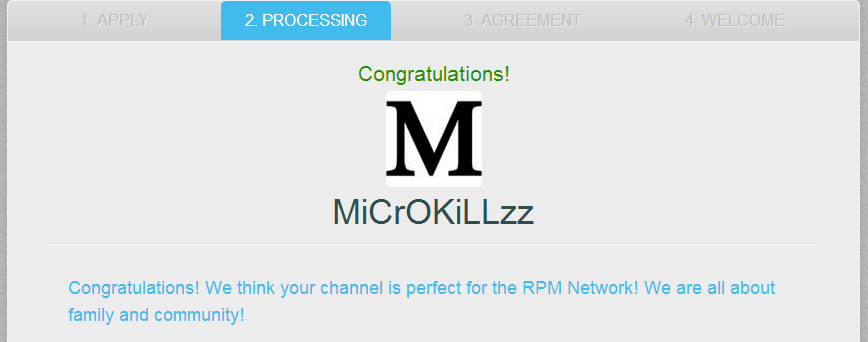 1. APPLY 2. PROCESSING 3. AGREEMENT 4. WELCOME
Congratulations!
M
MiCrOKiLLzz
Congratulations! We think your channel is perfect for the RPM Network! We are all about
family and community!